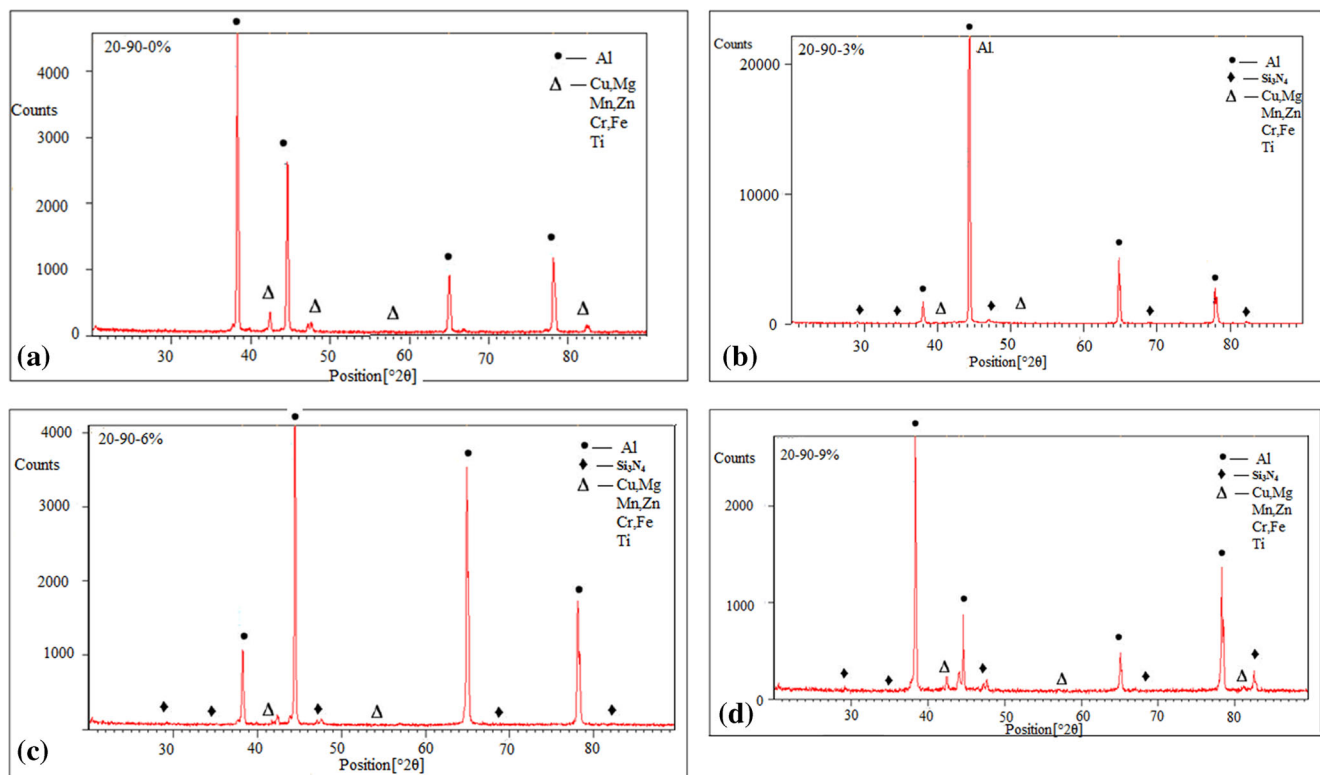 20-90-0%
4000
Counts
3000
2000
1000
0
● — Al
Δ — Cu,Mg
Mn,Zn
Cr,Fe
Ti
● ● ● ●
Δ Δ Δ Δ
30 40 50 60 70 80
Position[°2θ]
(a)
20-90-3%
Counts
20000
10000
0
Al
● — Al
♦ — Si₃N₄
Δ — Cu,Mg
Mn,Zn
Cr,Fe
Ti
● ● ● ●
♦ ♦ Δ ♦ Δ ♦ ♦
30 40 50 60 70 80
Position[°2θ]
(b)
20-90-6%
4000
Counts
3000
2000
1000
0
● — Al
♦ — Si₃N₄
Δ — Cu,Mg
Mn,Zn
Cr,Fe
Ti
● ● ● ●
♦ ♦ Δ ♦ Δ ♦ ♦
30 40 50 60 70 80
Position[°2θ]
(c)
20-90-9%
Counts
2000
1000
0
● — Al
♦ — Si₃N₄
Δ — Cu,Mg
Mn,Zn
Cr,Fe
Ti
● ● ● ●
♦ ♦ Δ ♦ Δ ♦ Δ ♦
30 40 50 60 70 80
Position[°2θ]
(d)